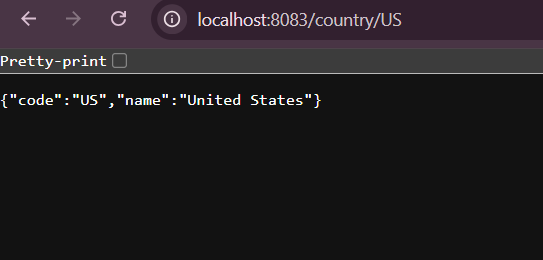 localhost:8083/country/US
Pretty-print
{"code":"US","name":"United States"}